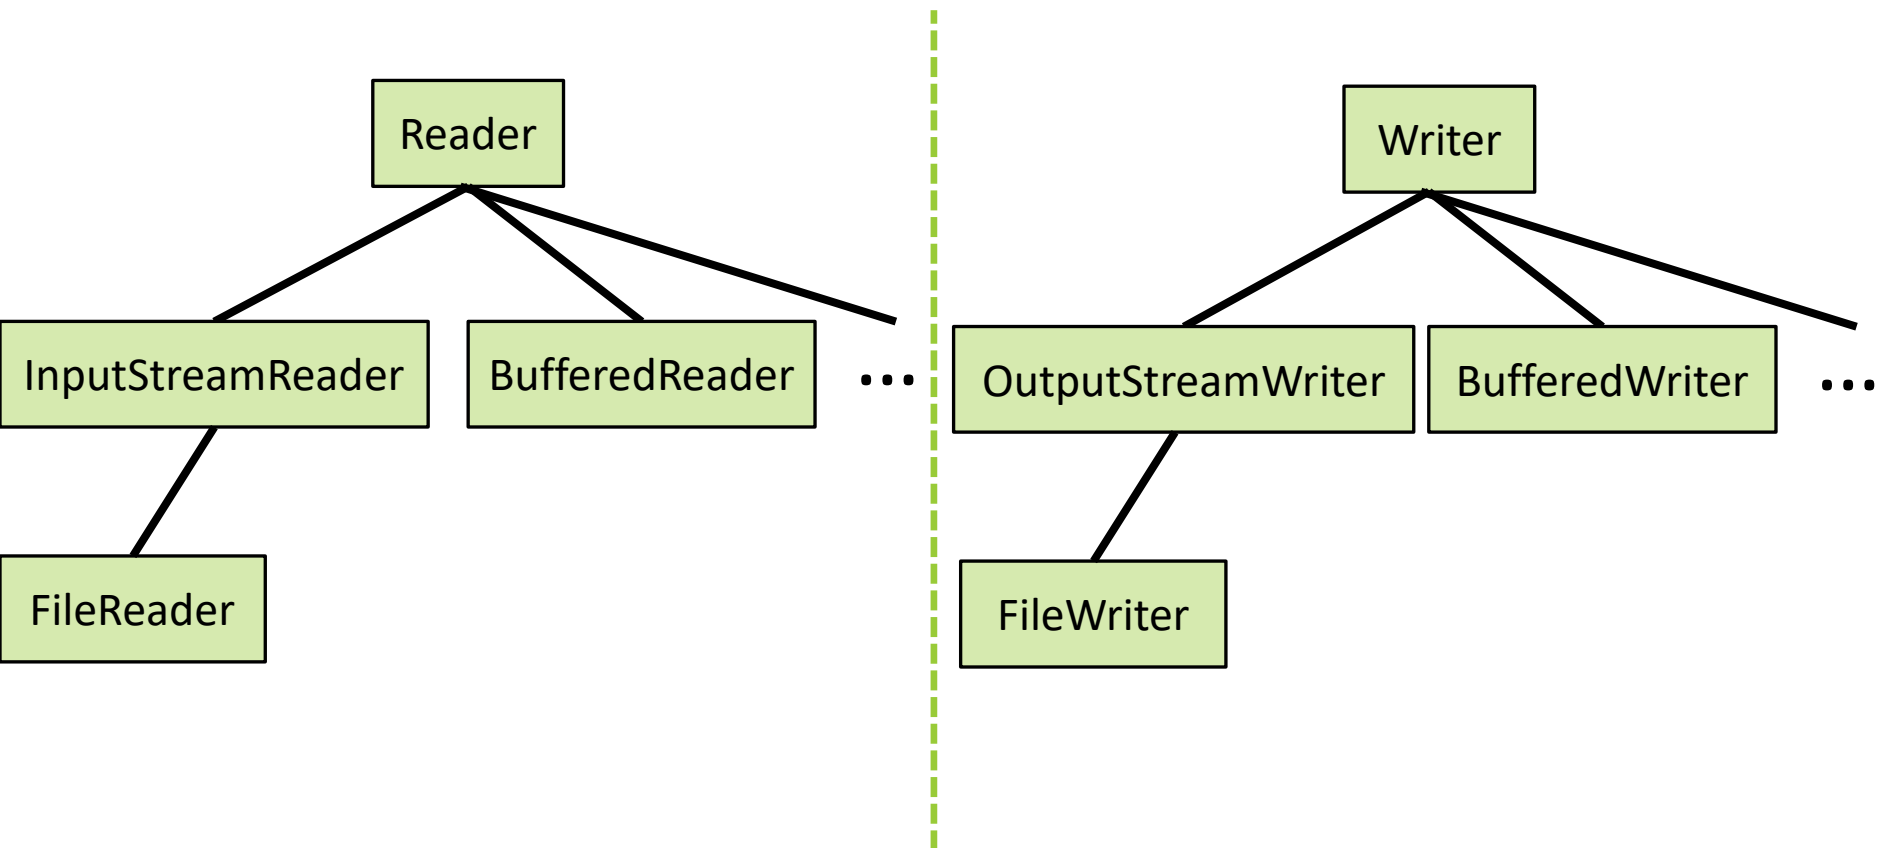 Reader
InputStreamReader
BufferedReader
...
FileReader
Writer
OutputStreamWriter
BufferedWriter
...
FileWriter